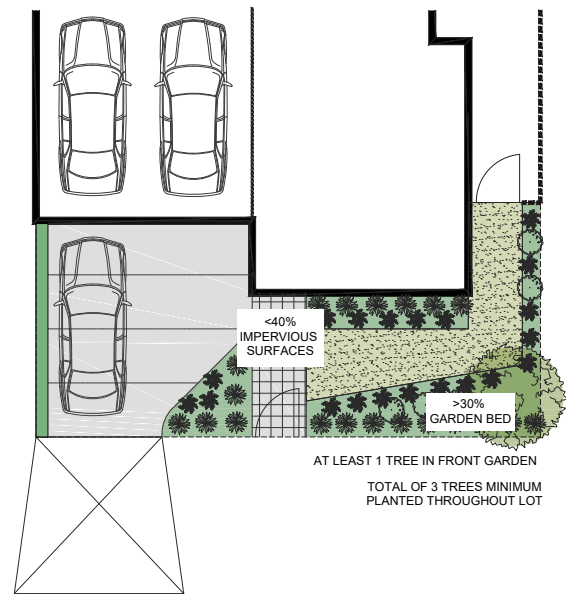 <40%
IMPERVIOUS
SURFACES
>30%
GARDEN BED
AT LEAST 1 TREE IN FRONT GARDEN
TOTAL OF 3 TREES MINIMUM
PLANTED THROUGHOUT LOT